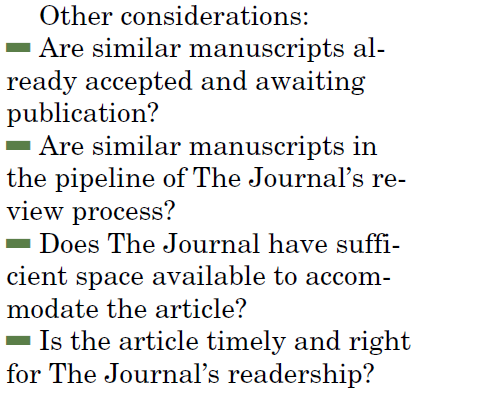 Other considerations:
Are similar manuscripts al-
ready accepted and awaiting
publication?
Are similar manuscripts in
the pipeline of The Journal's re-
view process?
Does The Journal have suffi-
cient space available to accom-
modate the article?
Is the article timely and right
for The Journal's readership?